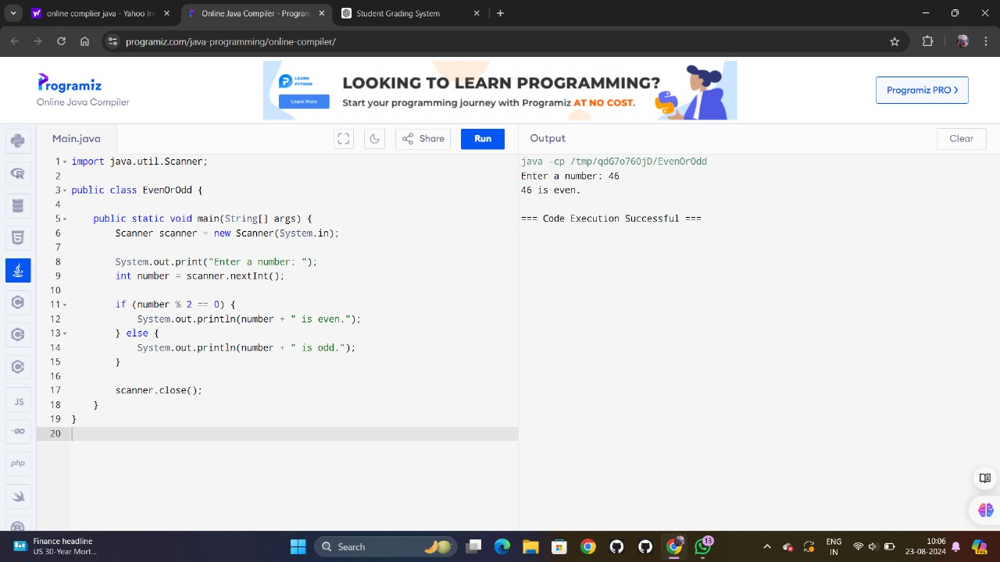 online complier java - Yahoo In
Online Java Compiler - Program
Student Grading System
programiz.com/java-programming/online-compiler/
Programiz
Online Java Compiler
LEARN
PYTHON
Learn More
LOOKING TO LEARN PROGRAMMING?
Start your programming journey with Programiz AT NO COST.
Programiz PRO >
Main.java
Share
Run
Output
Clear
1 import java.util.Scanner;
2
3 public class EvenOrOdd {
4
5     public static void main(String[] args) {
6         Scanner scanner = new Scanner(System.in);
7
8         System.out.print("Enter a number: ");
9         int number = scanner.nextInt();
10
11         if (number % 2 == 0) {
12             System.out.println(number + " is even.");
13         } else {
14             System.out.println(number + " is odd.");
15         }
16
17         scanner.close();
18     }
19 }
20
java -cp /tmp/qdG7o760jD/EvenOrOdd
Enter a number: 46
46 is even.
=== Code Execution Successful ===
JS
GO
php
Finance headline
US 30-Year Mort...
Search
13
ENG
IN
10:06
23-08-2024
PRE